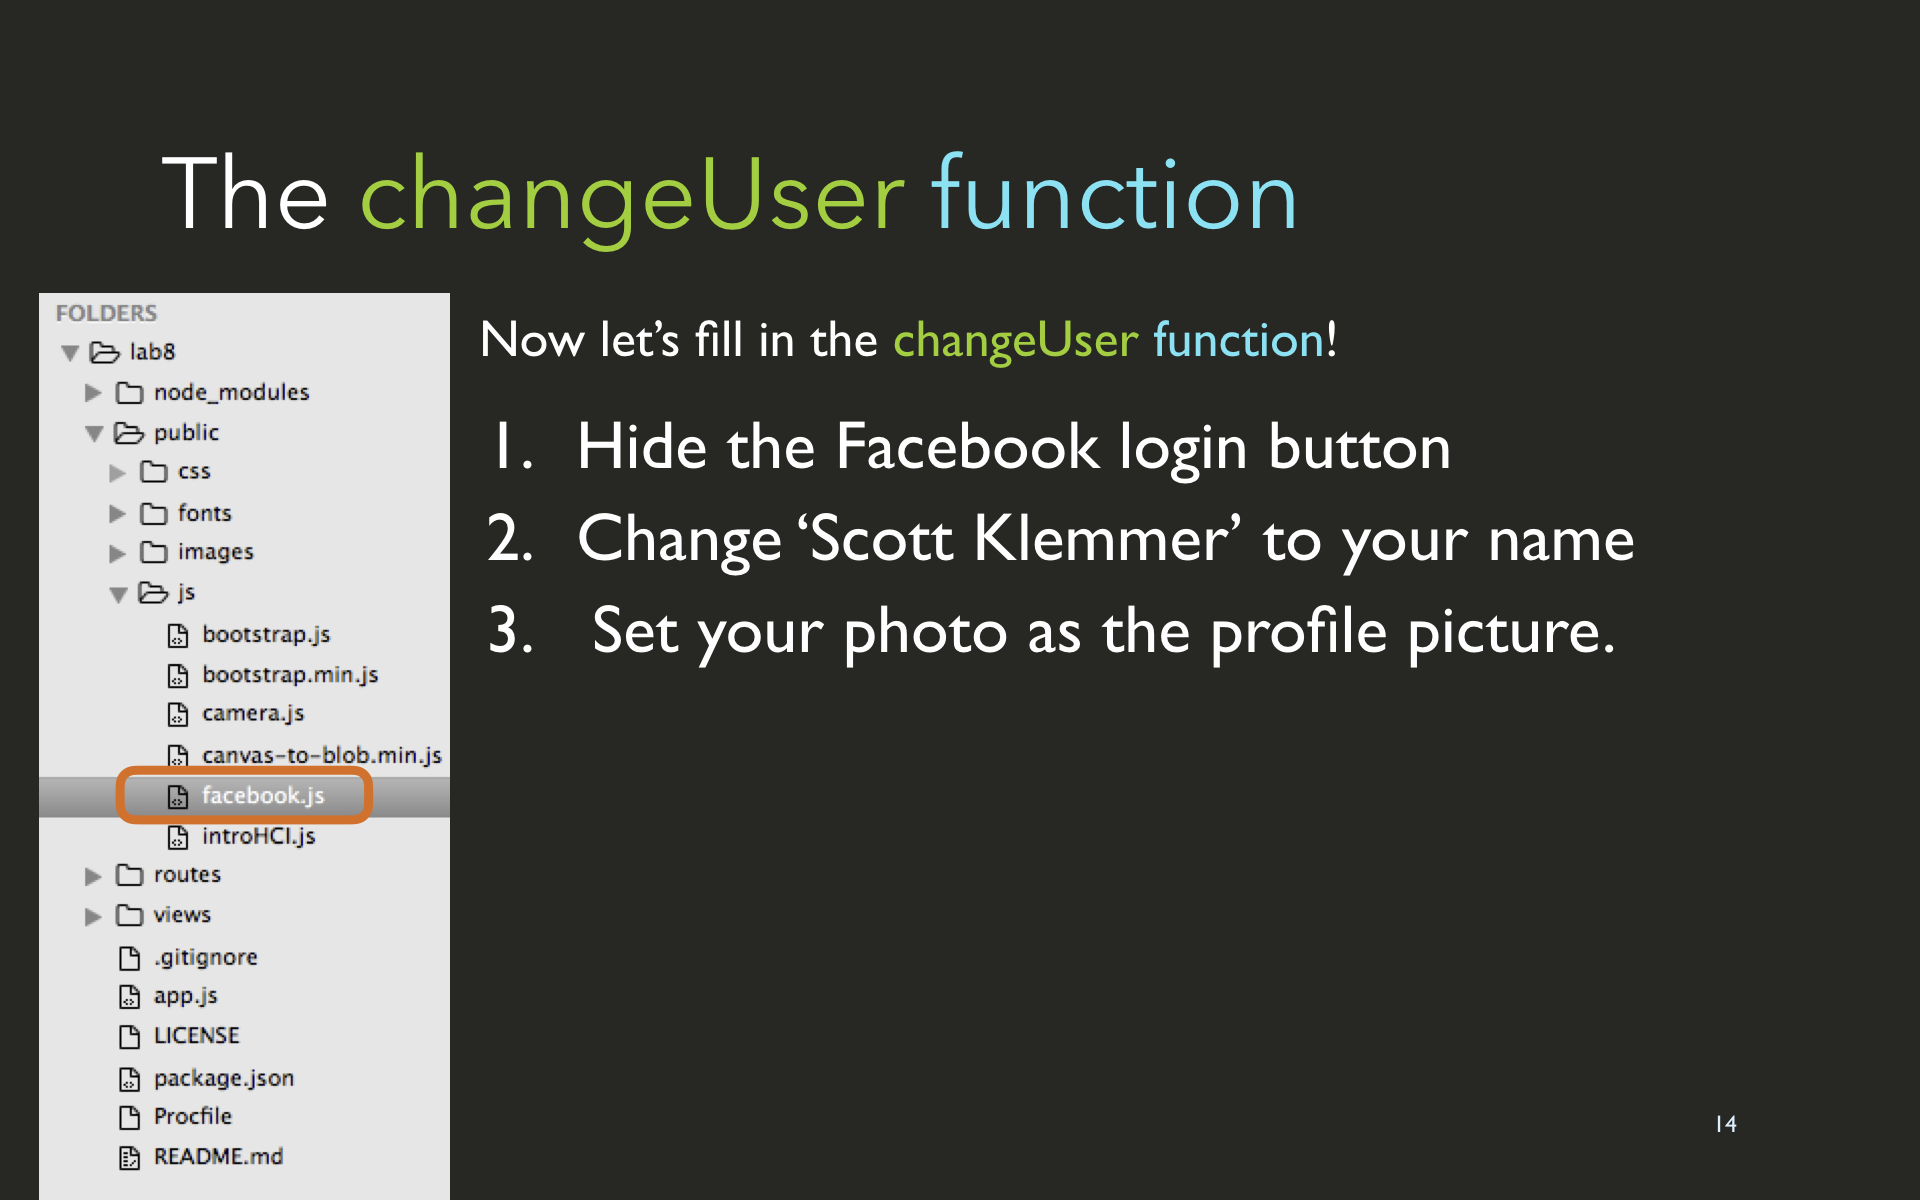 The changeUser function
FOLDERS
lab8
node_modules
public
css
fonts
images
js
bootstrap.js
bootstrap.min.js
camera.js
canvas-to-blob.min.js
facebook.js
introHCI.js
routes
views
.gitignore
app.js
LICENSE
package.json
Procfile
README.md
Now let’s fill in the changeUser function!
1. Hide the Facebook login button
2. Change ‘Scott Klemmer’ to your name
3. Set your photo as the profile picture.
14